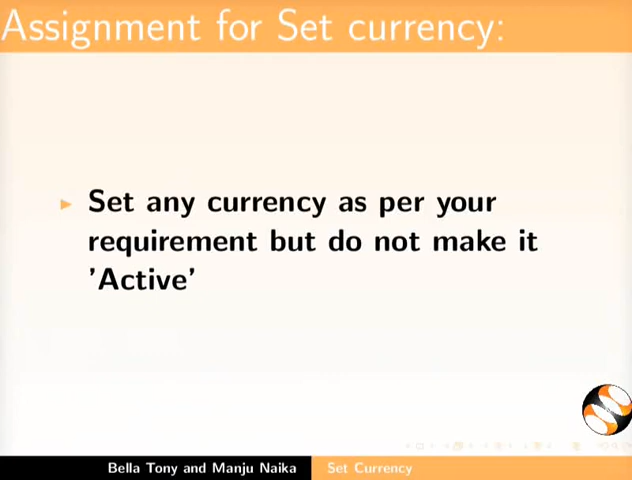 Assignment for Set currency:
Set any currency as per your
requirement but do not make it
'Active'
Bella Tony and Manju Naika
Set Currency